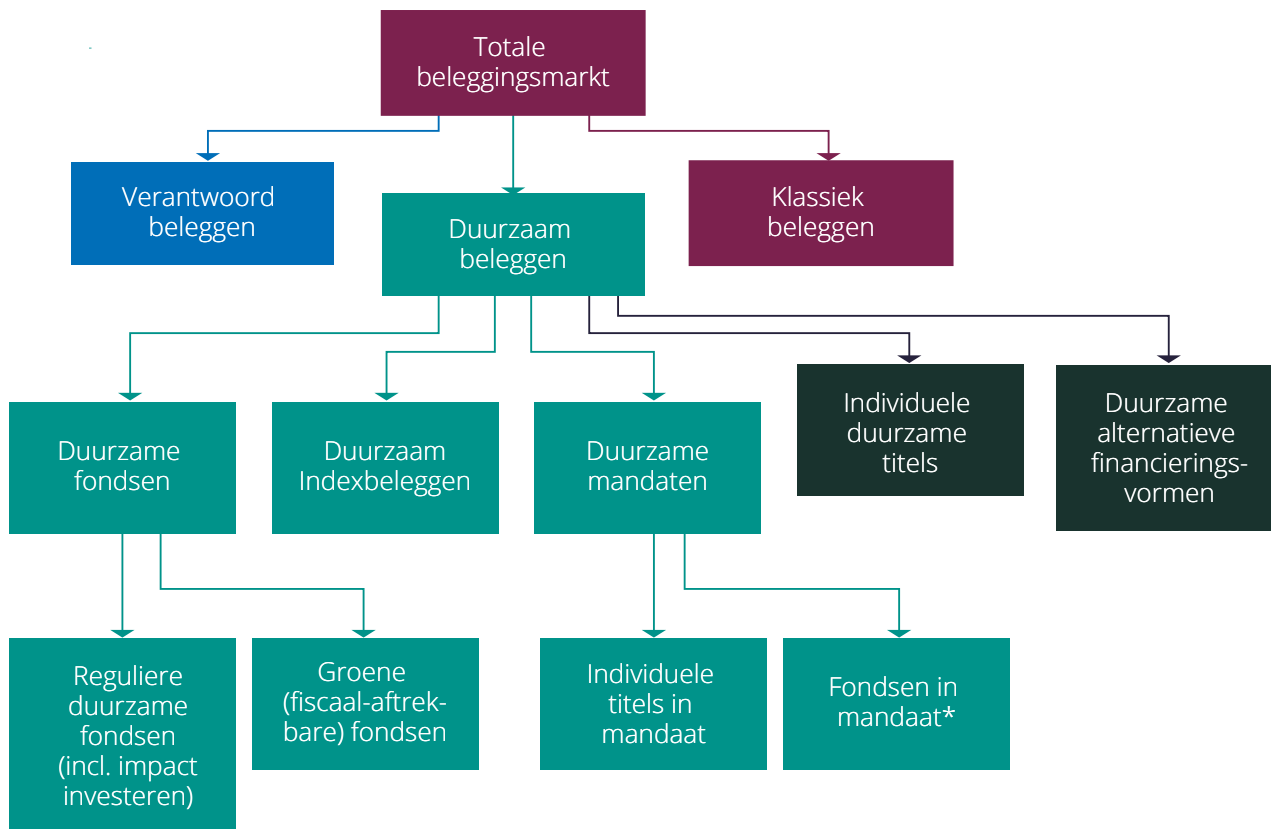 Totale
beleggingsmarkt
Verantwoord
beleggen
Duurzaam
beleggen
Klassiek
beleggen
Duurzame
fondsen
Duurzaam
Indexbeleggen
Duurzame
mandaten
Individuele
duurzame
titels
Duurzame
alternatieve
financierings-
vormen
Reguliere
duurzame
fondsen
(incl. impact
investeren)
Groene
(fiscaal-aftrek-
bare) fondsen
Individuele
titels in
mandaat
Fondsen in
mandaat*